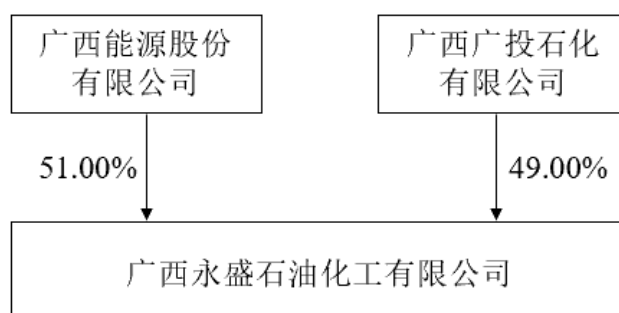 广西能源股份
有限公司
广西广投石化
有限公司
51.00%
49.00%
广西永盛石油化工有限公司